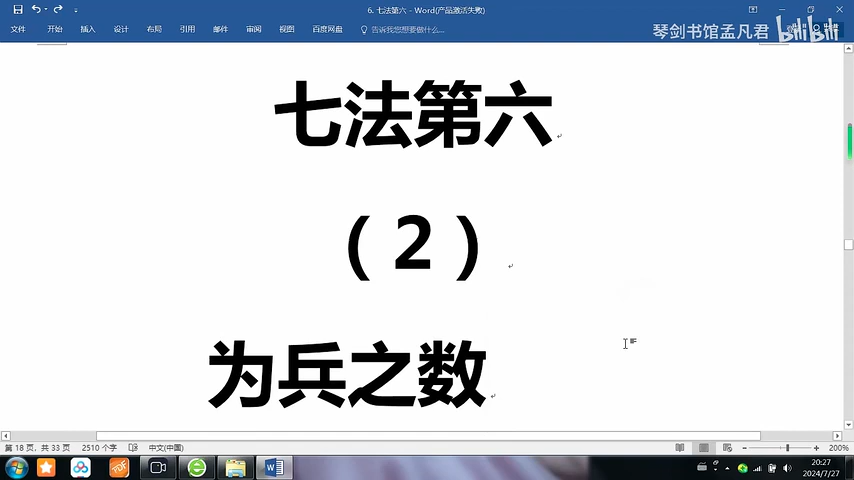 6. 七法第六 - Word(产品激活失败)
文件 开始 插入 设计 布局 引用 邮件 审阅 视图 百度网盘 告诉我您想要做什么...
琴剑书馆孟凡君 bilibili
七法第六
（2）
为兵之数
第 18 页，共 33 页 2510 个字 中文(中国) 200%
20:27
2024/7/27